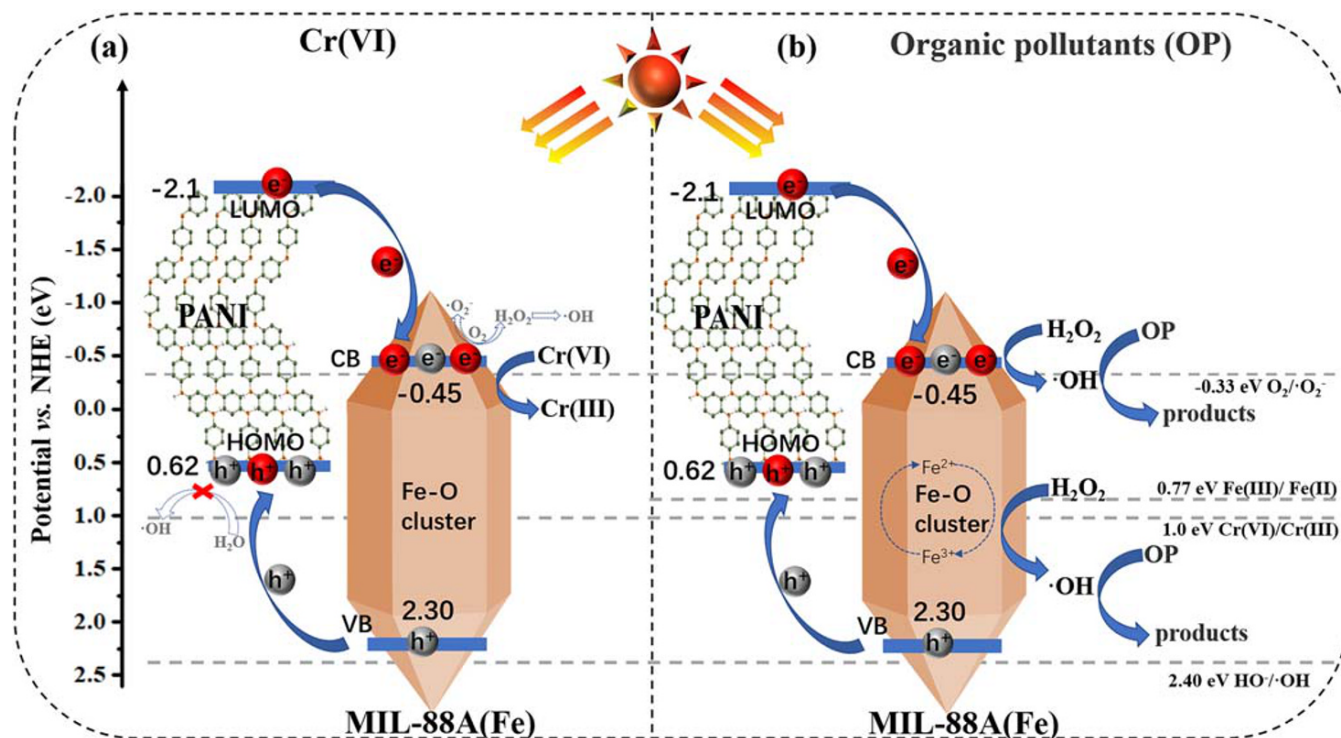 (a)
Cr(VI)
(b)
Organic pollutants (OP)
Potential vs. NHE (eV)
-2.0
-1.5
-1.0
-0.5
0.0
0.5
1.0
1.5
2.0
2.5
-2.1
e⁻
LUMO
e⁻
PANI
·O₂⁻
O₂
H₂O₂
·OH
CB
e⁻
e⁻
e⁻
Cr(VI)
-0.45
Cr(III)
HOMO
0.62
h⁺
h⁺
h⁺
·OH
H₂O
Fe-O
cluster
h⁺
2.30
VB
h⁺
MIL-88A(Fe)
-2.1
e⁻
LUMO
e⁻
PANI
H₂O₂
OP
CB
e⁻
e⁻
e⁻
·OH
-0.45
-0.33 eV O₂/·O₂⁻
products
HOMO
0.62
h⁺
h⁺
h⁺
Fe²⁺
Fe-O
cluster
Fe³⁺
H₂O₂
0.77 eV Fe(III)/ Fe(II)
1.0 eV Cr(VI)/Cr(III)
OP
h⁺
·OH
2.30
VB
h⁺
products
2.40 eV HO⁻/·OH
MIL-88A(Fe)